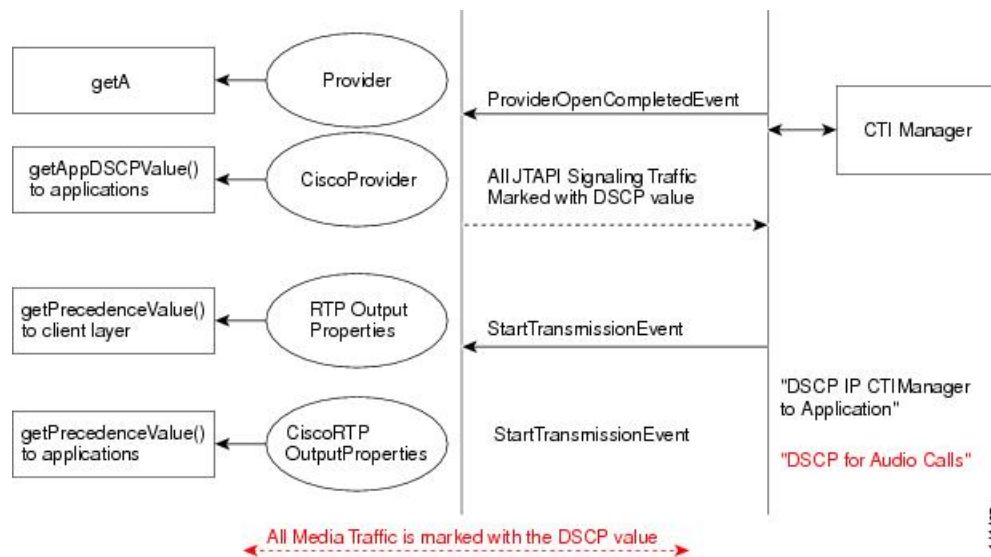 getA
Provider
ProviderOpenCompletedEvent
CTI Manager
getAppDSCPValue()
to applications
CiscoProvider
All JTAPI Signaling Traffic
Marked with DSCP value
getPrecedenceValue()
to client layer
RTP Output
Properties
StartTransmissionEvent
"DSCP IP CTIManager
to Application"
getPrecedenceValue()
to applications
CiscoRTP
OutputProperties
StartTransmissionEvent
"DSCP for Audio Calls"
All Media Traffic is marked with the DSCP value